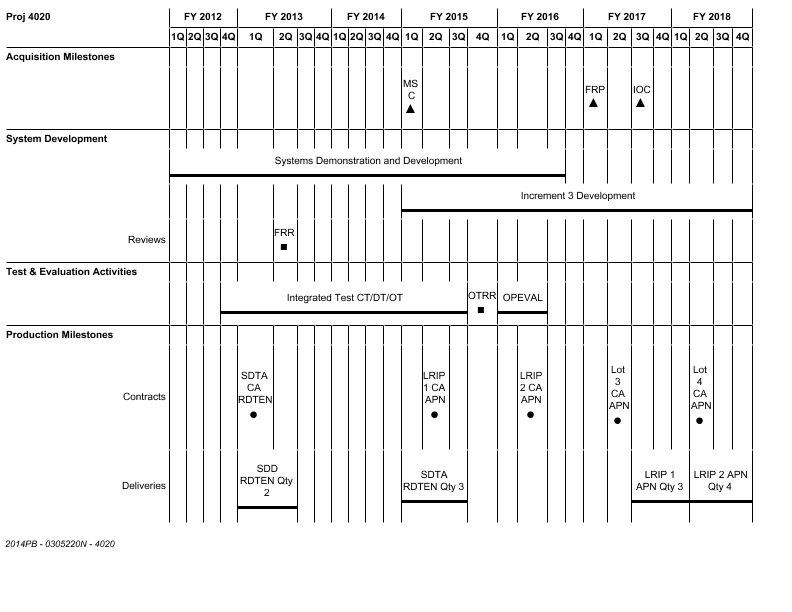 Proj 4020 FY 2012 FY 2013 FY 2014 FY 2015 FY 2016 FY 2017 FY 2018
1Q 2Q 3Q 4Q 1Q 2Q 3Q 4Q 1Q 2Q 3Q 4Q 1Q 2Q 3Q 4Q 1Q 2Q 3Q 4Q 1Q 2Q 3Q 4Q 1Q 2Q 3Q 4Q
Acquisition Milestones
MS
C
FRP
IOC
System Development
Systems Demonstration and Development
Increment 3 Development
Reviews
FRR
Test & Evaluation Activities
Integrated Test CT/DT/OT
OTRR
OPEVAL
Production Milestones
Contracts
SDTA
CA
RDTEN
LRIP
1 CA
APN
LRIP
2 CA
APN
Lot
3
CA
APN
Lot
4
CA
APN
Deliveries
SDD
RDTEN Qty
2
SDTA
RDTEN Qty 3
LRIP 1
APN Qty 3
LRIP 2 APN
Qty 4
2014PB - 0305220N - 4020